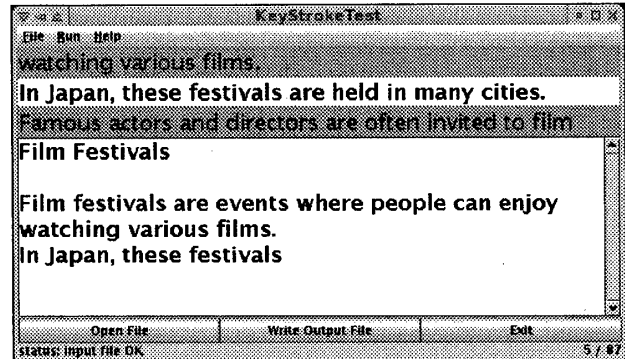 KeyStrokeTest
File Run Help
watching various films.
In Japan, these festivals are held in many cities.
Famous actors and directors are often invited to film
Film Festivals
Film festivals are events where people can enjoy
watching various films.
In Japan, these festivals
Open File Write Output File Exit
status: input file OK 5 / 87